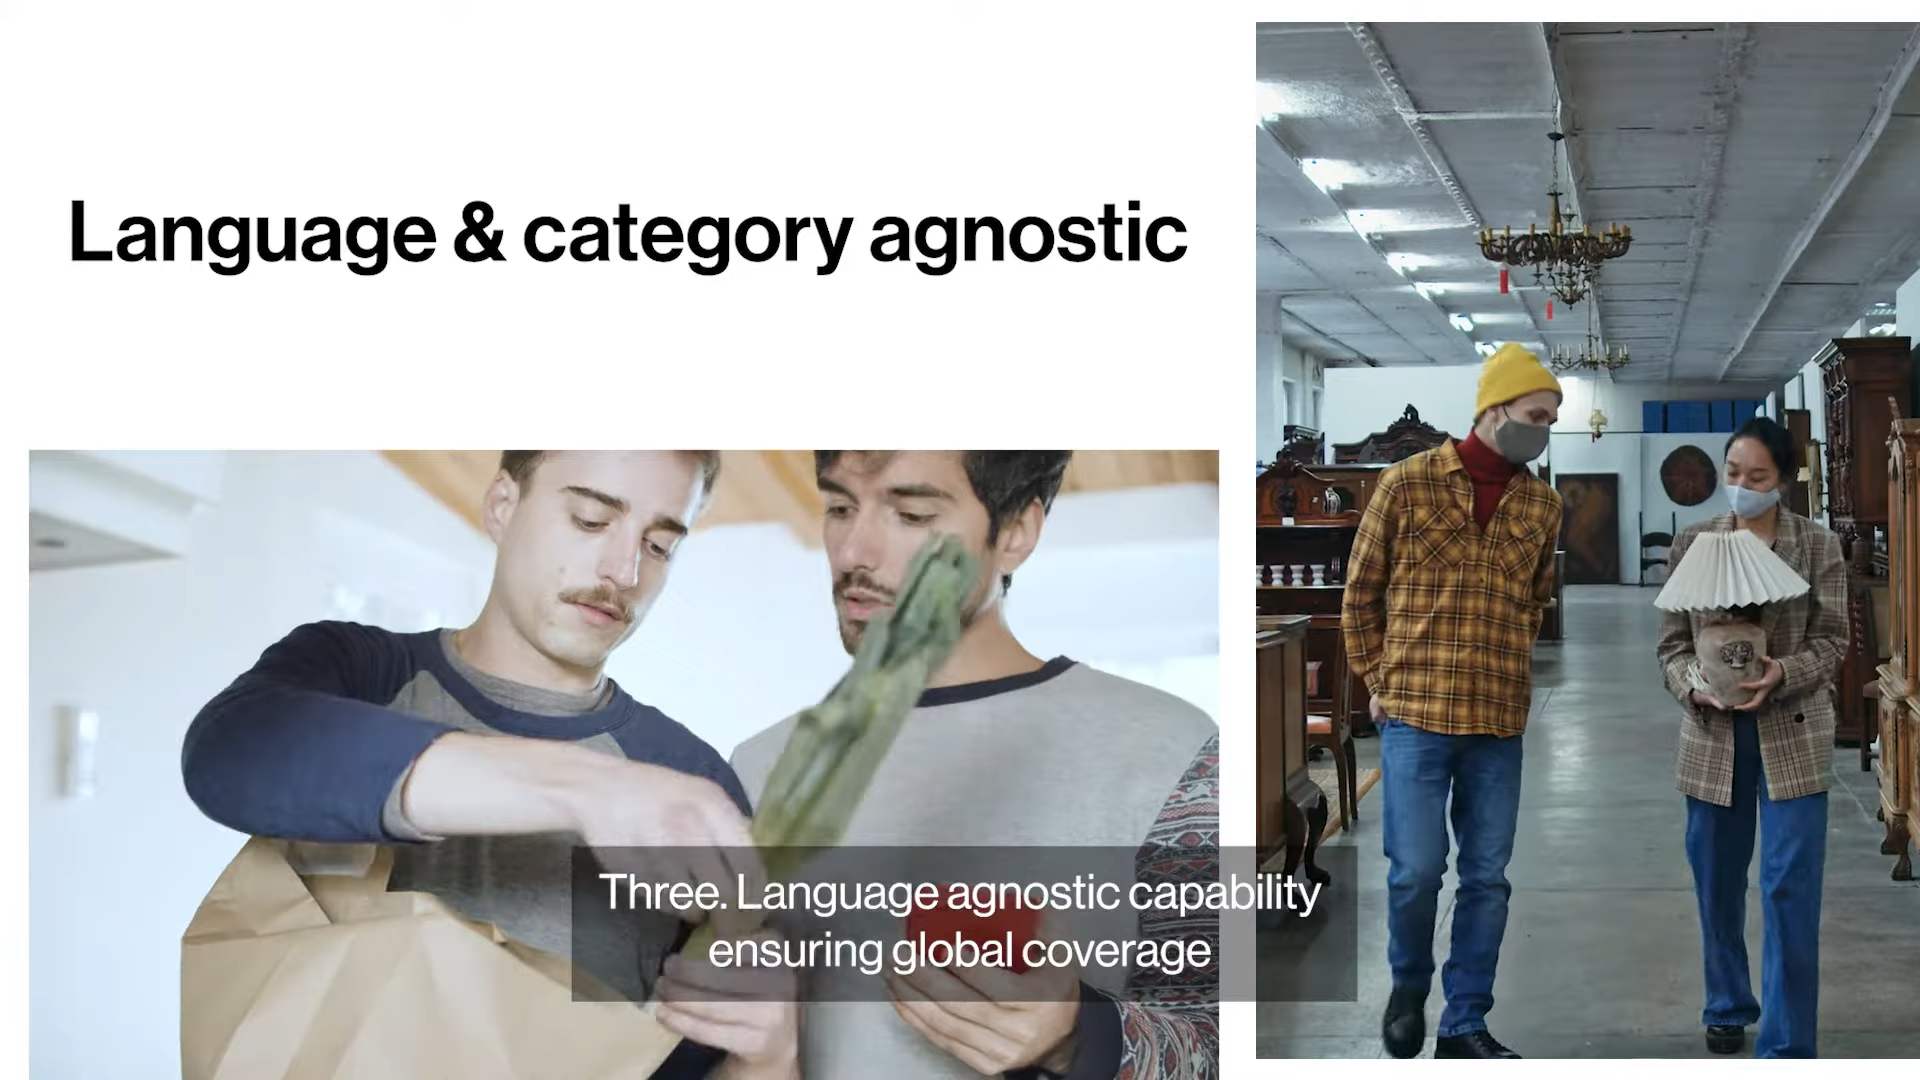 Language & category agnostic
Three. Language agnostic capability
ensuring global coverage